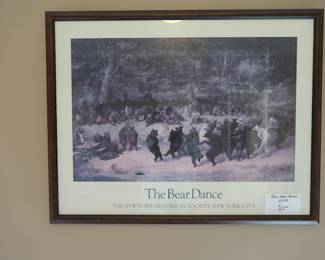 The Bear Dance
THE NEW-YORK HISTORICAL SOCIETY, NEW YORK CITY